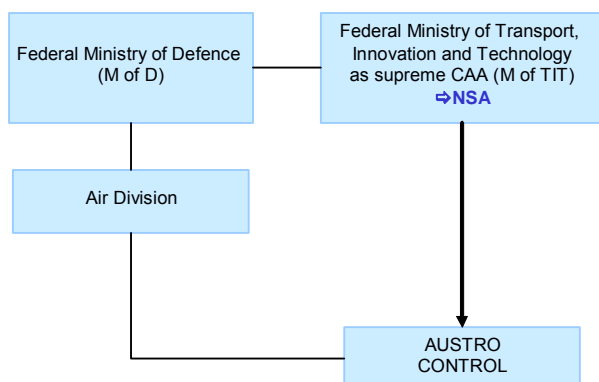 Federal Ministry of Defence
(M of D)
Federal Ministry of Transport,
Innovation and Technology
as supreme CAA (M of TIT)
⇨NSA
Air Division
AUSTRO
CONTROL